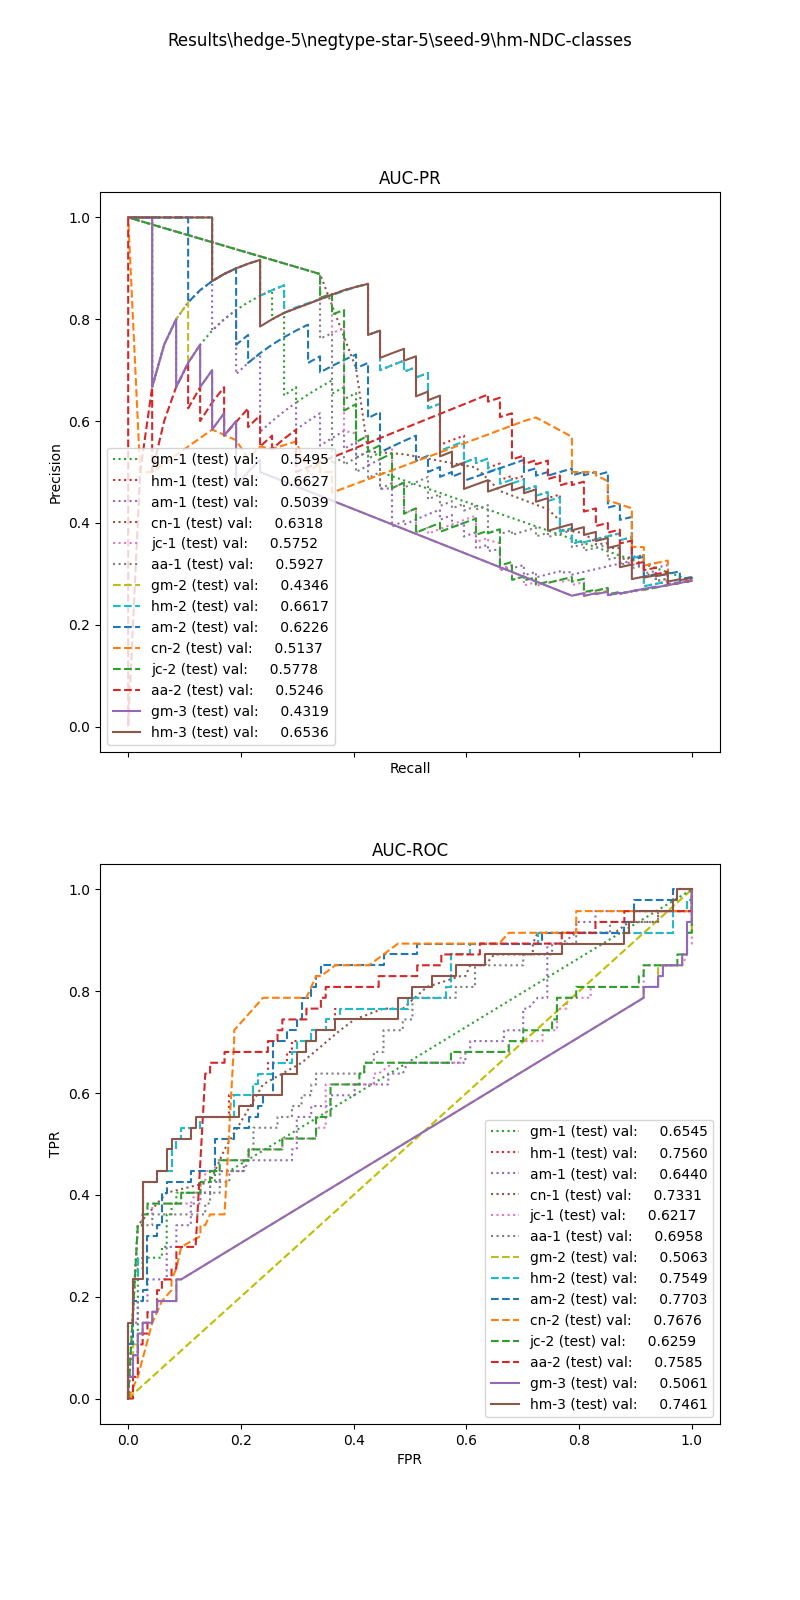 Results\hedge-5\negtype-star-5\seed-9\hm-NDC-classes
AUC-PR
Precision
1.0
0.8
0.6
0.4
0.2
0.0
gm-1 (test) val: 0.5495
hm-1 (test) val: 0.6627
am-1 (test) val: 0.5039
cn-1 (test) val: 0.6318
jc-1 (test) val: 0.5752
aa-1 (test) val: 0.5927
gm-2 (test) val: 0.4346
hm-2 (test) val: 0.6617
am-2 (test) val: 0.6226
cn-2 (test) val: 0.5137
jc-2 (test) val: 0.5778
aa-2 (test) val: 0.5246
gm-3 (test) val: 0.4319
hm-3 (test) val: 0.6536
Recall
AUC-ROC
TPR
1.0
0.8
0.6
0.4
0.2
0.0
gm-1 (test) val: 0.6545
hm-1 (test) val: 0.7560
am-1 (test) val: 0.6440
cn-1 (test) val: 0.7331
jc-1 (test) val: 0.6217
aa-1 (test) val: 0.6958
gm-2 (test) val: 0.5063
hm-2 (test) val: 0.7549
am-2 (test) val: 0.7703
cn-2 (test) val: 0.7676
jc-2 (test) val: 0.6259
aa-2 (test) val: 0.7585
gm-3 (test) val: 0.5061
hm-3 (test) val: 0.7461
0.0 0.2 0.4 0.6 0.8 1.0
FPR